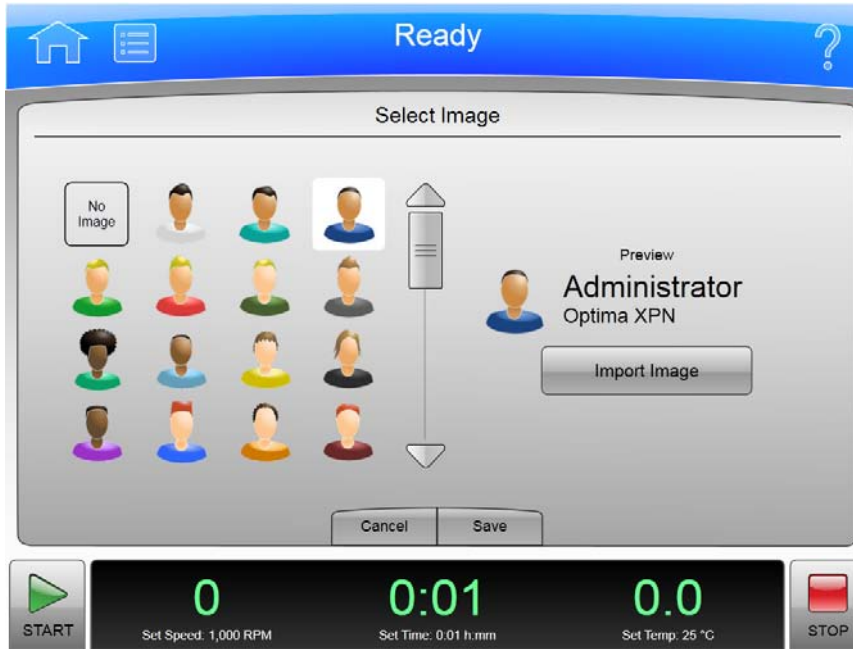 Ready
Select Image
No
Image
Preview
Administrator
Optima XPN
Import Image
Cancel
Save
START
0
Set Speed: 1,000 RPM
0:01
Set Time: 0:01 h:mm
0.0
Set Temp: 25 °C
STOP